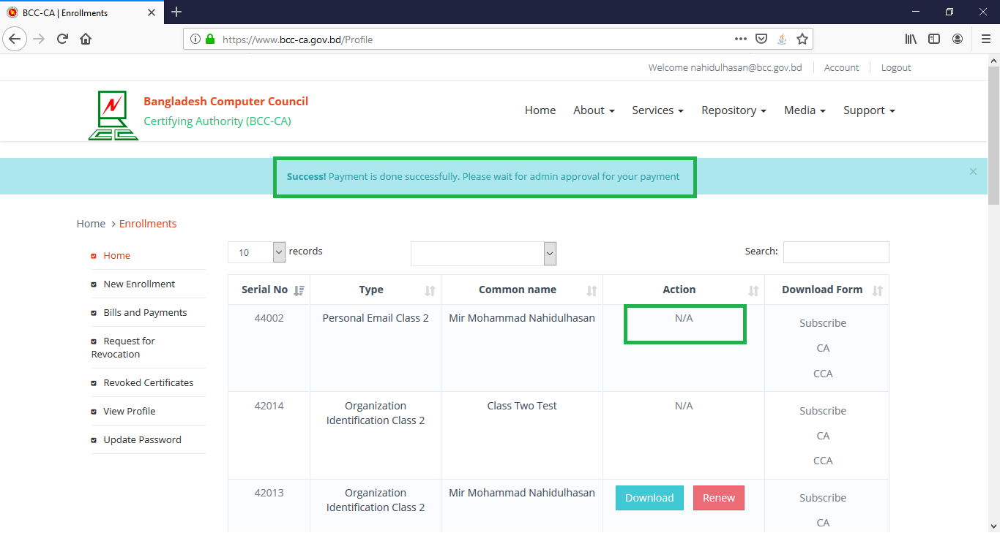 BCC-CA | Enrollments
https://www.bcc-ca.gov.bd/Profile
Welcome nahidulhasan@bcc.gov.bd Account Logout
Bangladesh Computer Council
Certifying Authority (BCC-CA)
Home About Services Repository Media Support
Success! Payment is done successfully. Please wait for admin approval for your payment
×
Home > Enrollments
Home
New Enrollment
Bills and Payments
Request for
Revocation
Revoked Certificates
View Profile
Update Password
10 records Search:
Serial No Type Common name Action Download Form
44002 Personal Email Class 2 Mir Mohammad Nahidulhasan N/A Subscribe
CA
CCA
42014 Organization Class Two Test N/A Subscribe
Identification Class 2
CA
CCA
42013 Organization Mir Mohammad Nahidulhasan Download Renew Subscribe
Identification Class 2
CA